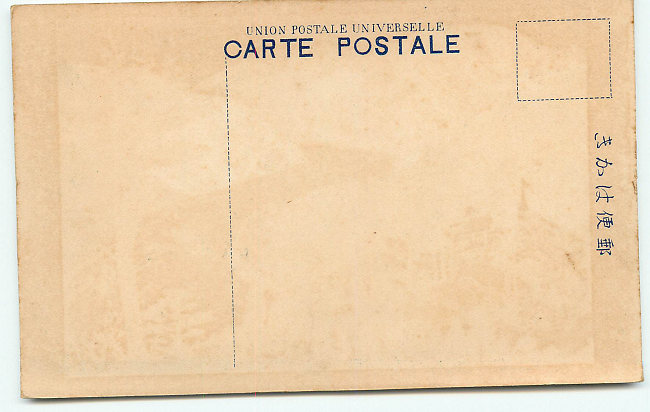 UNION POSTALE UNIVERSELLE
CARTE POSTALE
郵便はかき